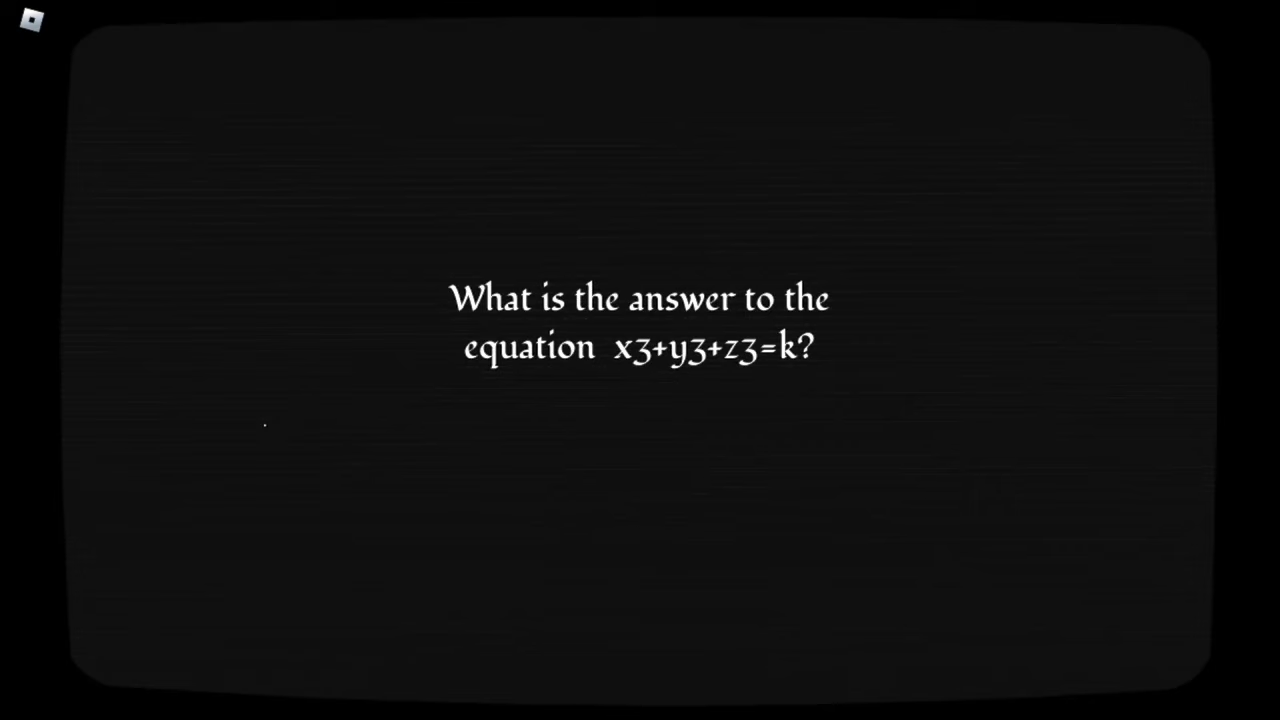 What is the answer to the
equation x3+y3+z3=k?